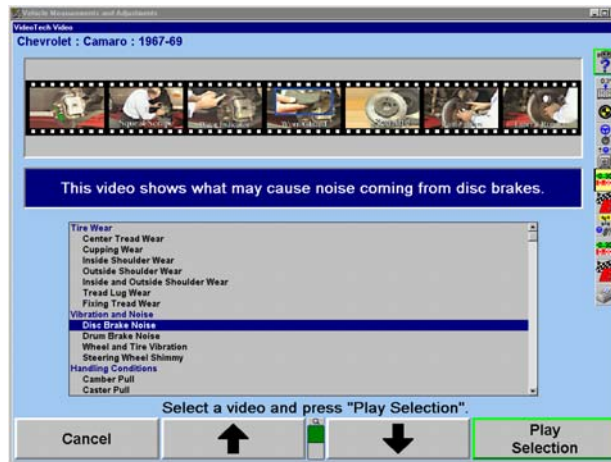 Vehicle Measurements and Adjustments
VideoTech Video
Chevrolet : Camaro : 1967-69
This video shows what may cause noise coming from disc brakes.
Tire Wear
Center Tread Wear
Cupping Wear
Inside Shoulder Wear
Outside Shoulder Wear
Inside and Outside Shoulder Wear
Tread Lug Wear
Fixing Tread Wear
Vibration and Noise
Disc Brake Noise
Drum Brake Noise
Wheel and Tire Vibration
Steering Wheel Shimmy
Handling Conditions
Camber Pull
Caster Pull
Select a video and press "Play Selection".
Cancel
Play
Selection